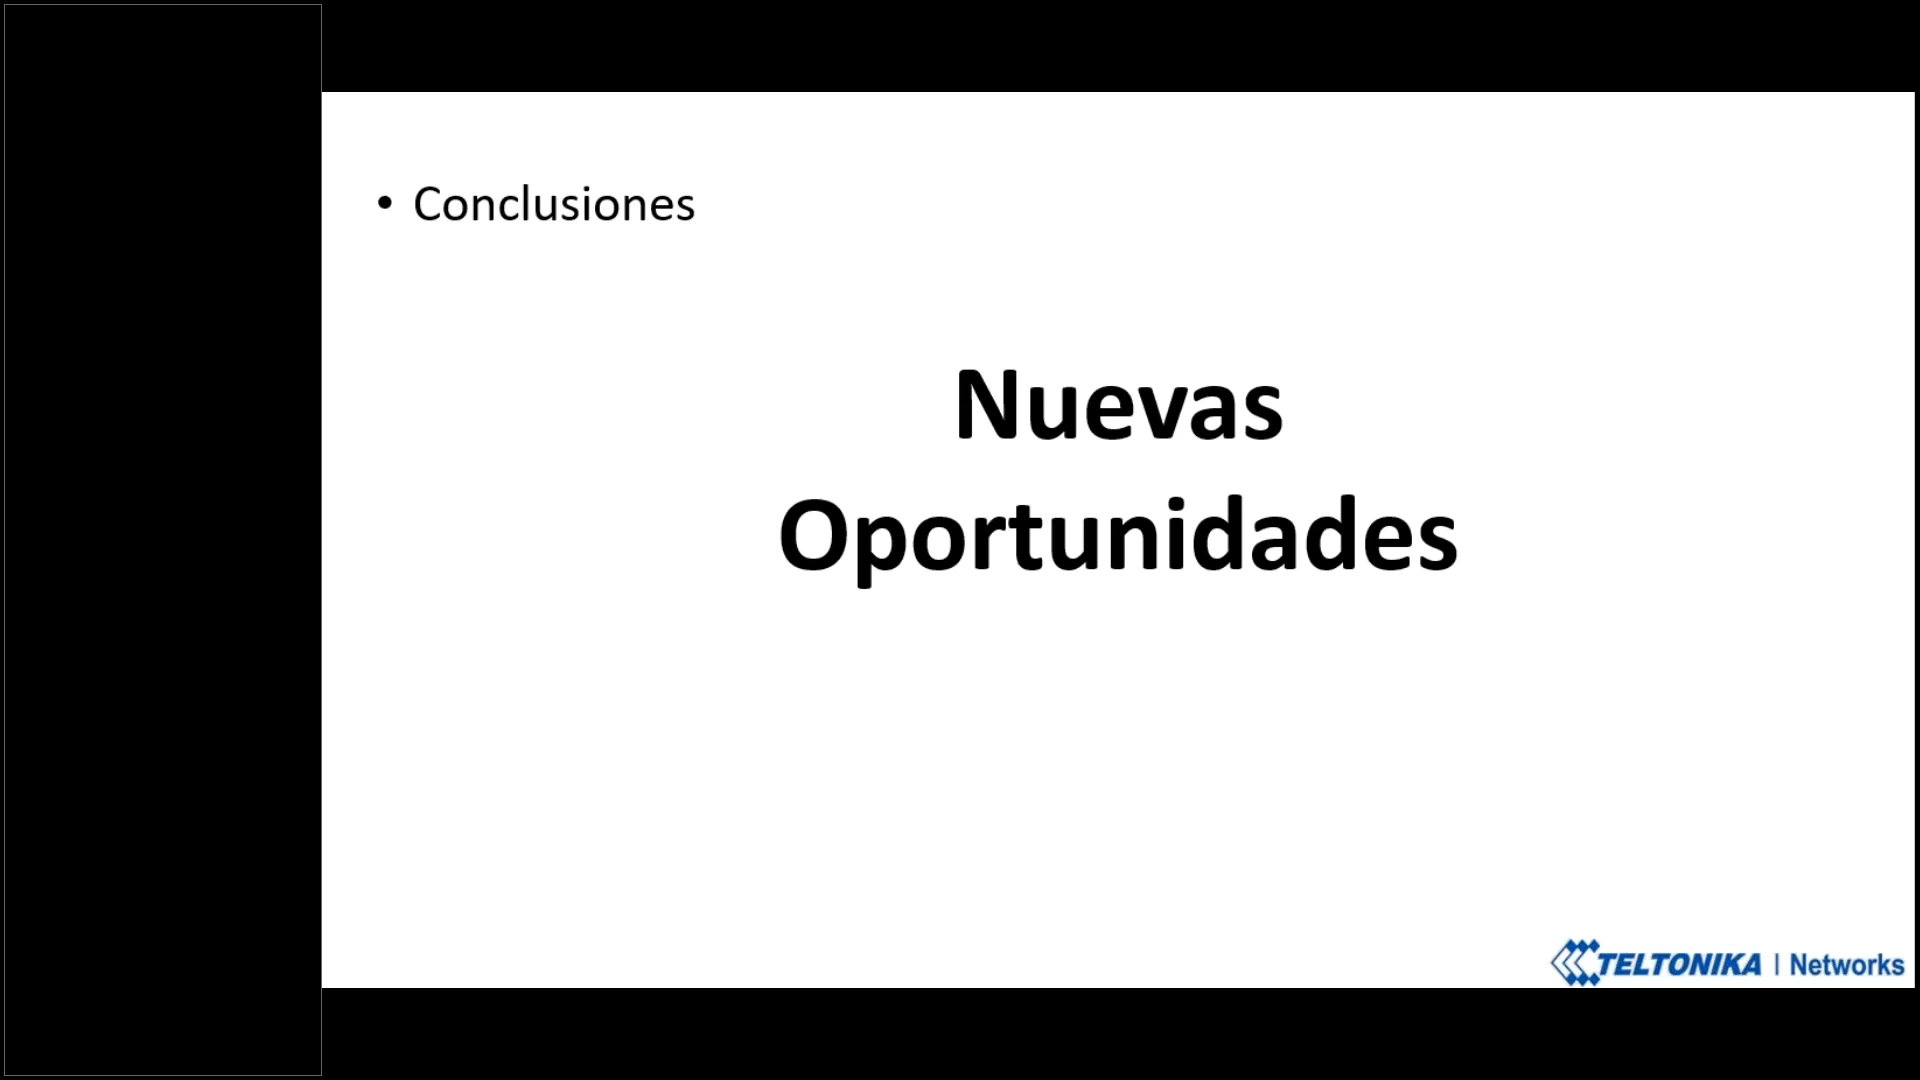 • Conclusiones
Nuevas
Oportunidades
TELTONIKA | Networks